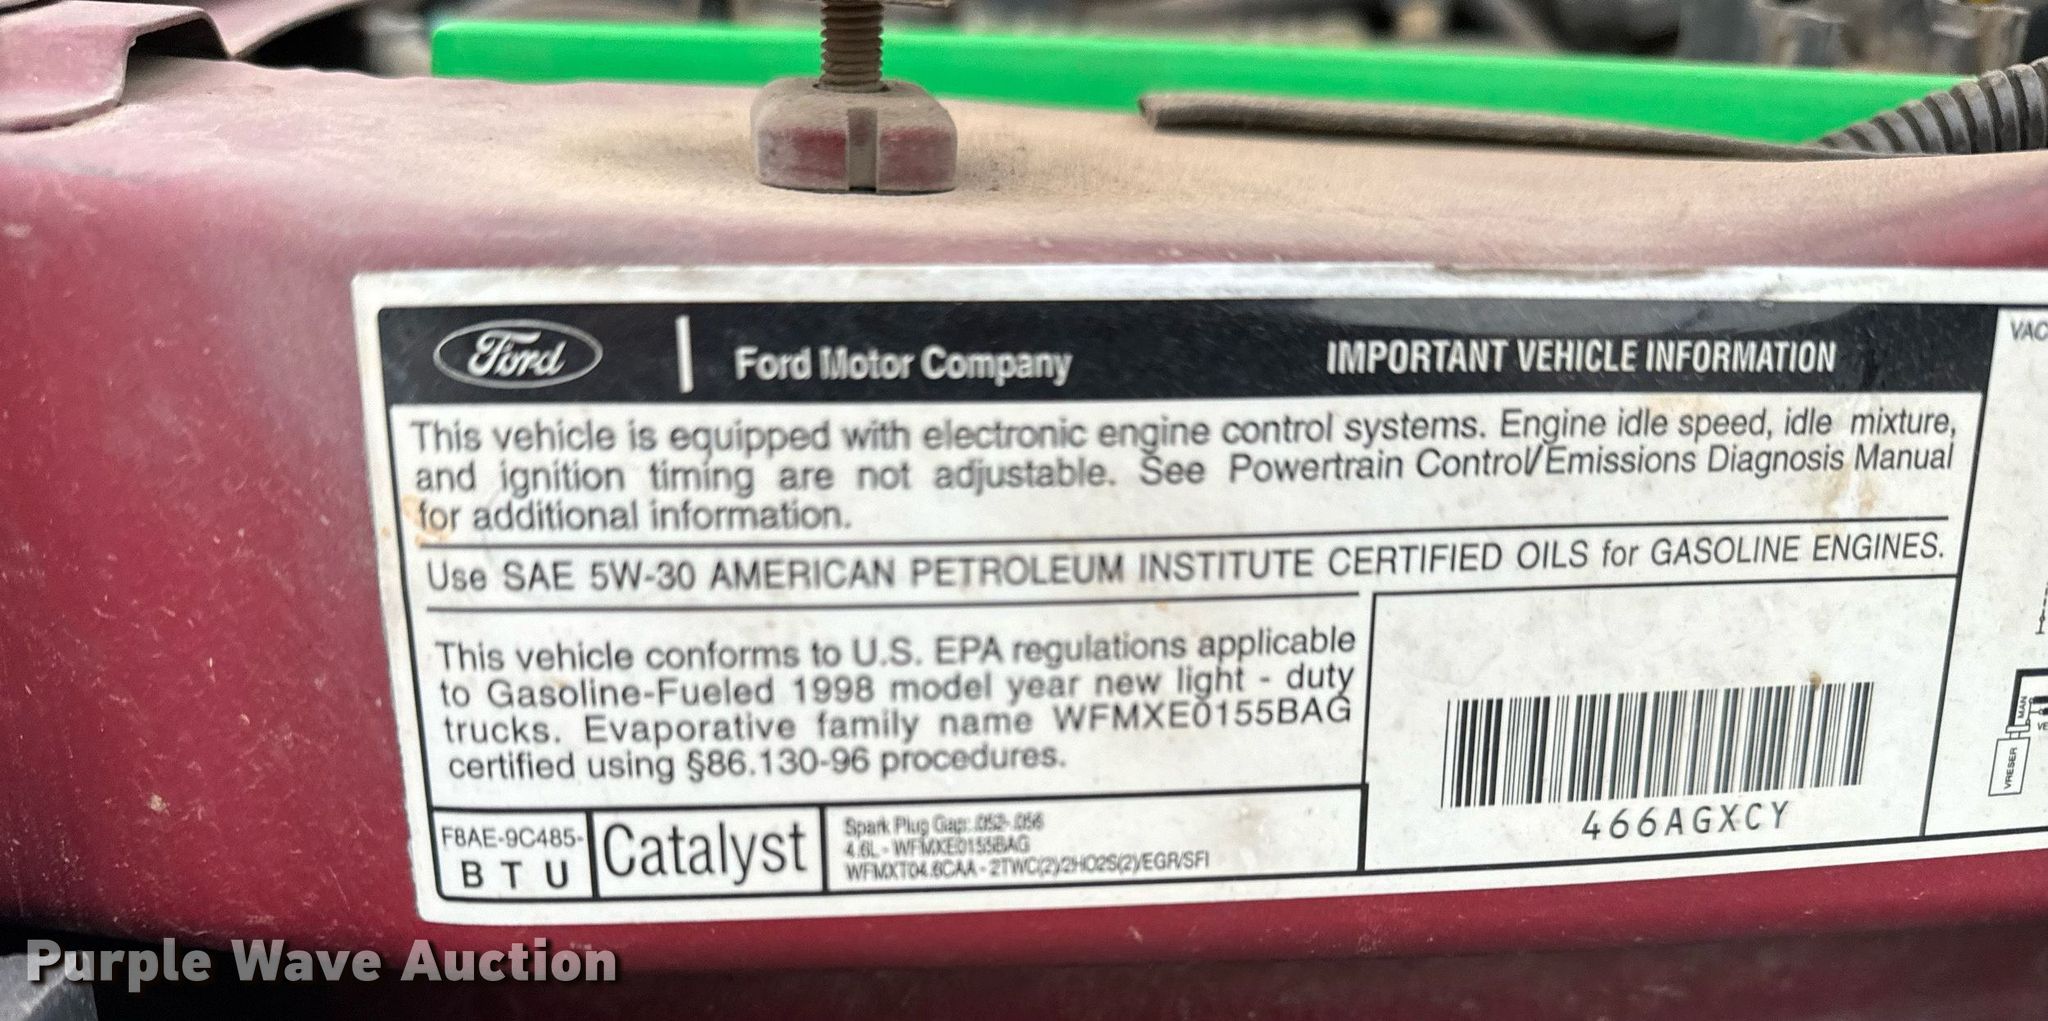 Ford | Ford Motor Company IMPORTANT VEHICLE INFORMATION
VAC
This vehicle is equipped with electronic engine control systems. Engine idle speed, idle mixture,
and ignition timing are not adjustable. See Powertrain Control/Emissions Diagnosis Manual
for additional information.
Use SAE 5W-30 AMERICAN PETROLEUM INSTITUTE CERTIFIED OILS for GASOLINE ENGINES.
This vehicle conforms to U.S. EPA regulations applicable
to Gasoline-Fueled 1998 model year new light - duty
trucks. Evaporative family name WFMXE0155BAG
certified using §86.130-96 procedures.
F8AE-9C485-
B T U
Catalyst
Spark Plug Gap: .052-.056
4.6L - WFMXE0155BAG
WFMXT04.6CAA - 2TWC(2)/2HO2S(2)/EGR/SFI
466AGXCY
MAN
VRESER
Purple Wave Auction